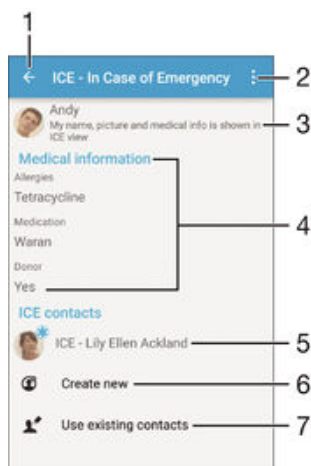 1
ICE - In Case of Emergency
2
Andy
My name, picture and medical info is shown in
ICE view
3
Medical information
Allergies
Tetracycline
Medication
Waran
Donor
Yes
4
ICE contacts
ICE - Lily Ellen Ackland
5
Create new
6
Use existing contacts
7